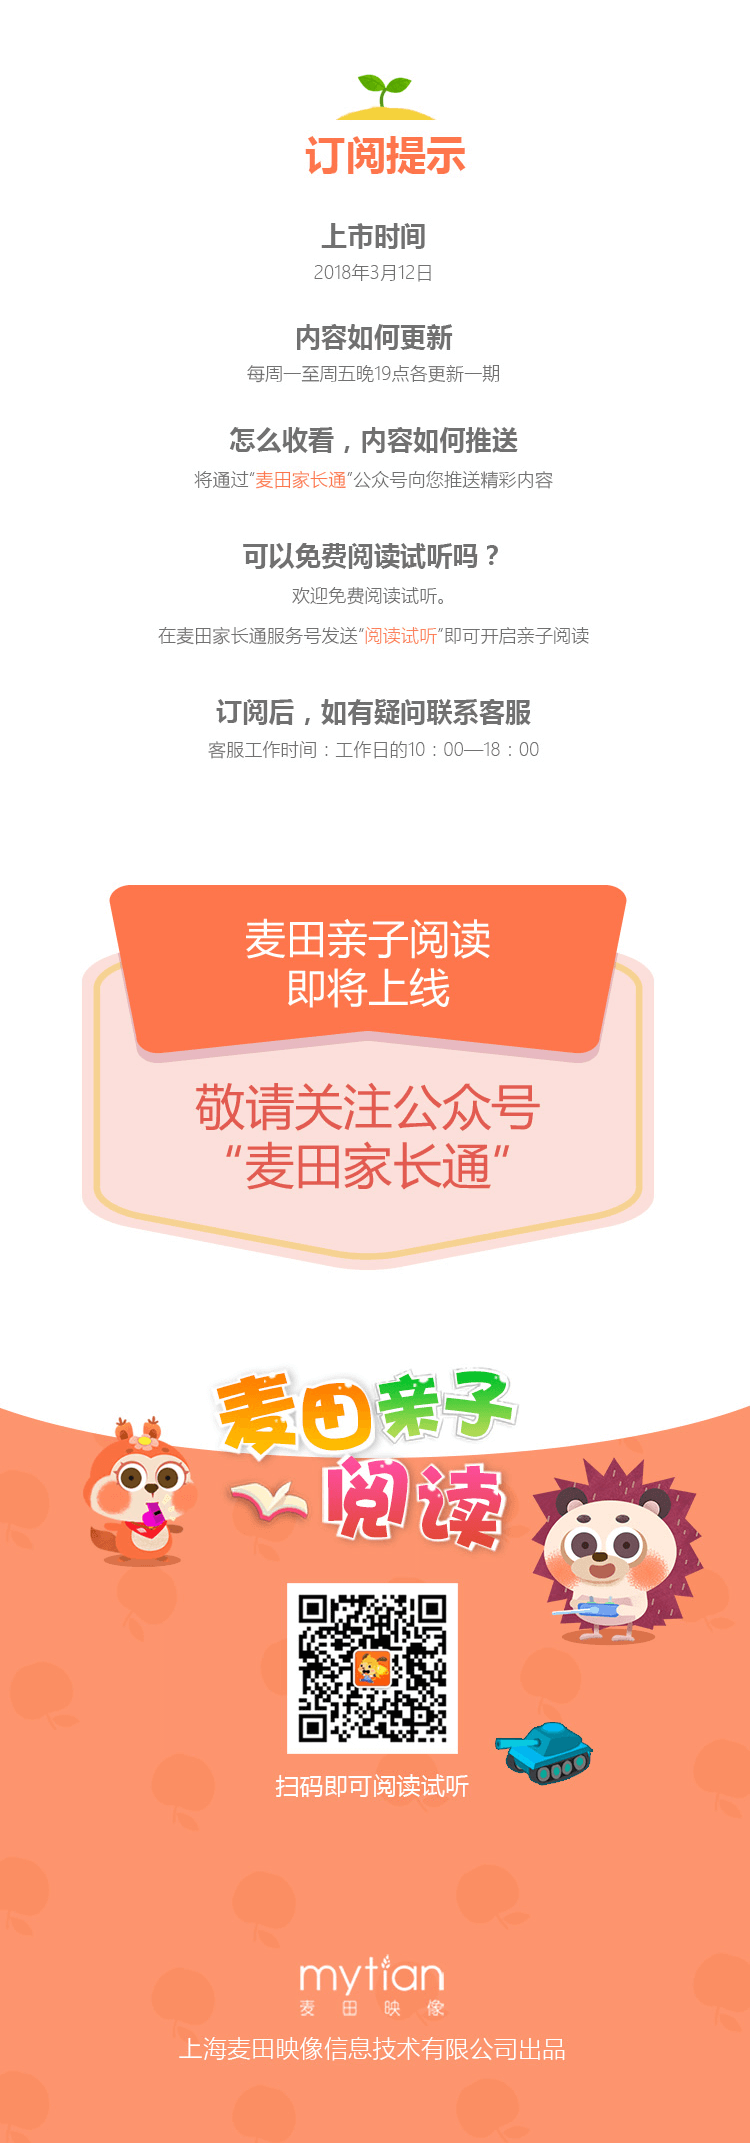 订阅提示
上市时间
2018年3月12日
内容如何更新
每周一至周五晚19点各更新一期
怎么收看，内容如何推送
将通过“麦田家长通”公众号向您推送精彩内容
可以免费阅读试听吗？
欢迎免费阅读试听。
在麦田家长通服务号发送“阅读试听”即可开启亲子阅读
订阅后，如有疑问联系客服
客服工作时间：工作日的10：00—18：00
麦田亲子阅读
即将上线
敬请关注公众号
“麦田家长通”
麦田亲子
阅读
扫码即可阅读试听
mytian
麦田映像
上海麦田映像信息技术有限公司出品